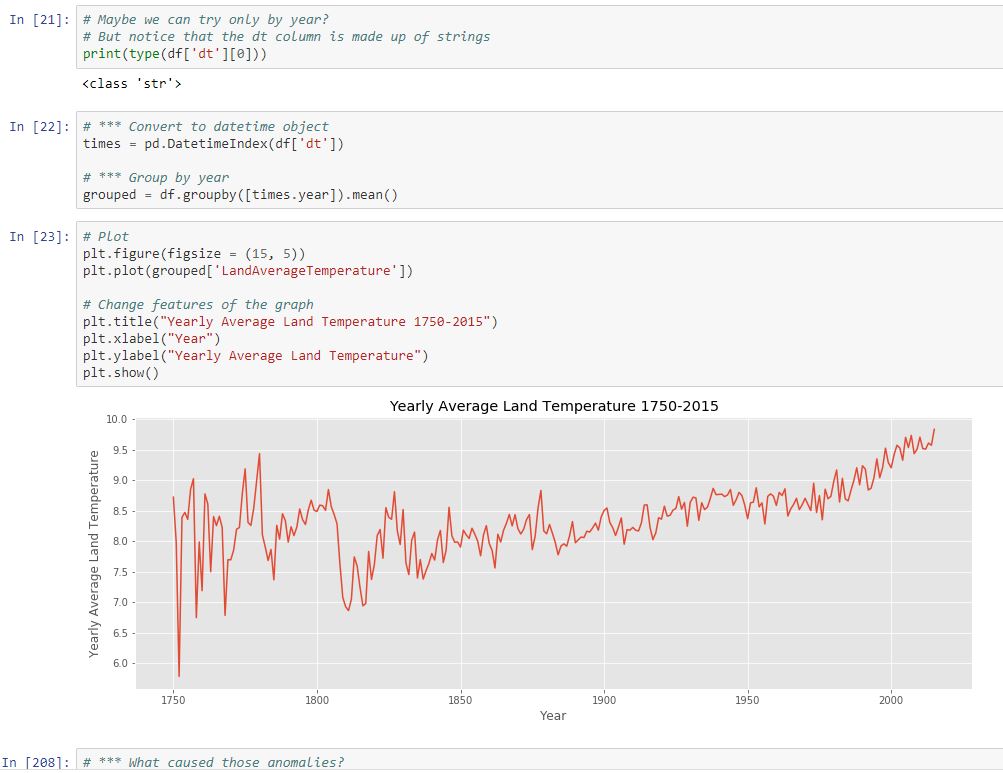 In [21]: # Maybe we can try only by year?
# But notice that the dt column is made up of strings
print(type(df['dt'][0]))
<class 'str'>
In [22]: # *** Convert to datetime object
times = pd.DatetimeIndex(df['dt'])
# *** Group by year
grouped = df.groupby([times.year]).mean()
In [23]: # Plot
plt.figure(figsize = (15, 5))
plt.plot(grouped['LandAverageTemperature'])
# Change features of the graph
plt.title("Yearly Average Land Temperature 1750-2015")
plt.xlabel("Year")
plt.ylabel("Yearly Average Land Temperature")
plt.show()
Yearly Average Land Temperature 1750-2015
Yearly Average Land Temperature
10.0
9.5
9.0
8.5
8.0
7.5
7.0
6.5
6.0
1750 1800 1850 1900 1950 2000
Year
In [208]: # *** What caused those anomalies?